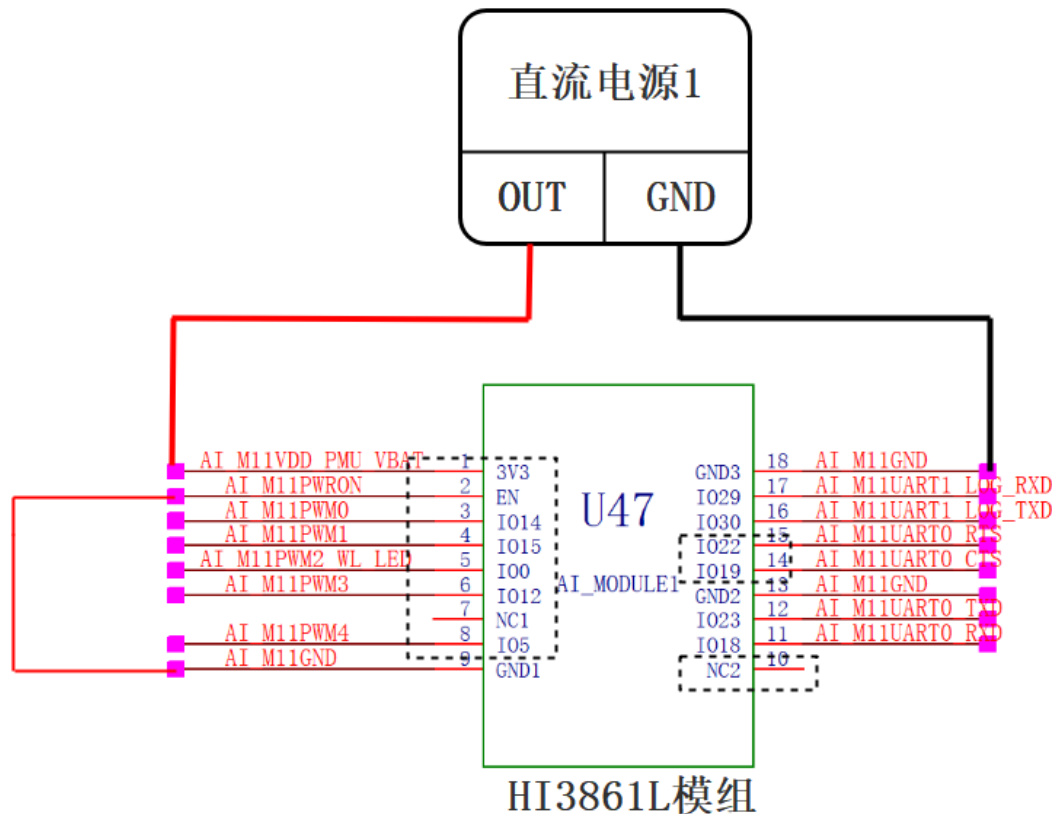 直流电源1
OUT GND
AI_M11VDD_PMU_VBAT 1 3V3 GND3 18 AI_M11GND
AI_M11PWRON 2 EN IO29 17 AI_M11UART1_LOG_RXD
AI_M11PWM0 3 IO14 U47 IO30 16 AI_M11UART1_LOG_TXD
AI_M11PWM1 4 IO15 IO22 15 AI_M11UART0_RTS
AI_M11PWM2_WL_LED 5 IO0 IO19 14 AI_M11UART0_CTS
AI_M11PWM3 6 IO12 AI_MODULE1 GND2 13 AI_M11GND
7 NC1 IO23 12 AI_M11UART0_TXD
AI_M11PWM4 8 IO5 IO18 11 AI_M11UART0_RXD
AI_M11GND 9 GND1 NC2 10
HI3861L模组